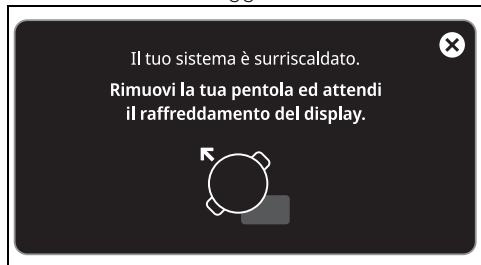 Il tuo sistema è surriscaldato.
Rimuovi la tua pentola ed attendi
il raffreddamento del display.